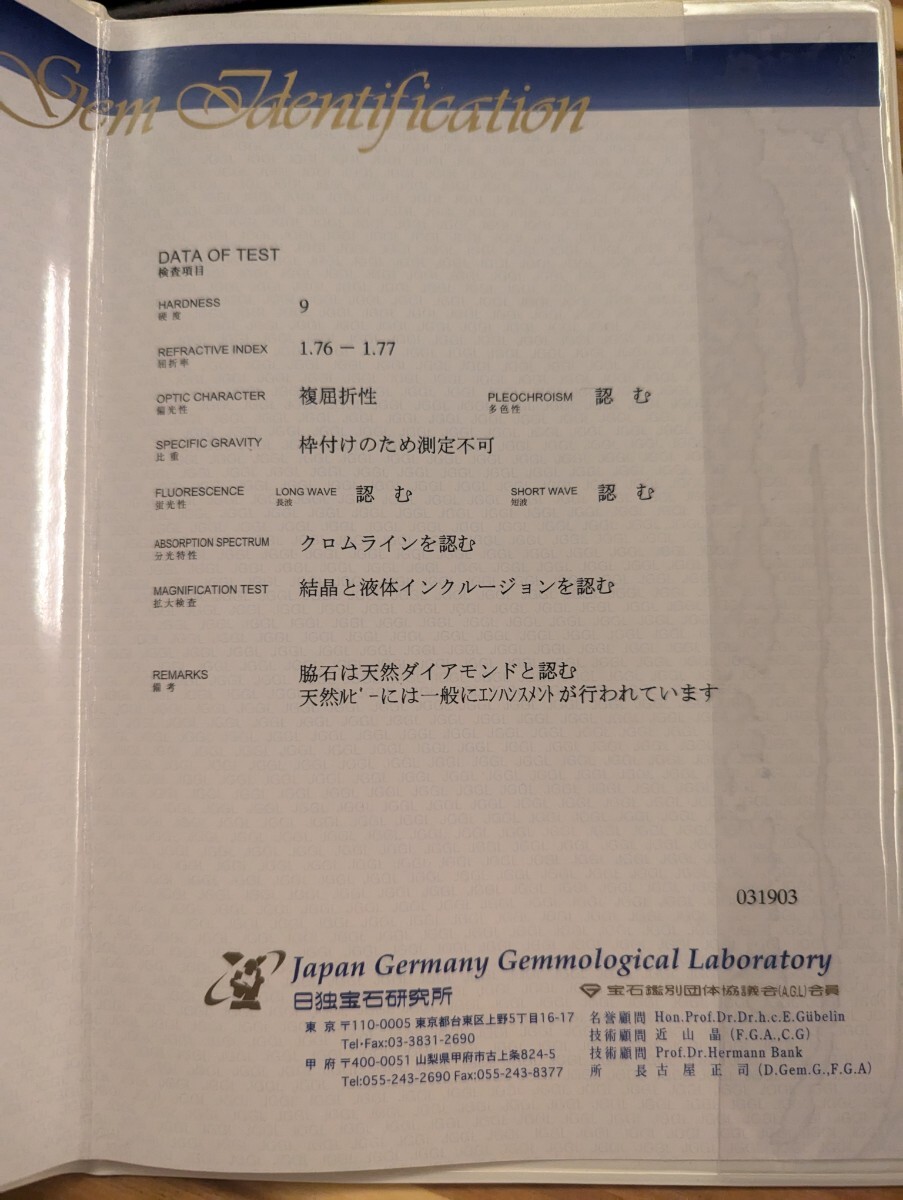 Gem Identification
DATA OF TEST
検査項目
HARDNESS 9
硬度
REFRACTIVE INDEX 1.76 － 1.77
屈折率
OPTIC CHARACTER 複屈折性 PLEOCHROISM 認 む
偏光性 多色性
SPECIFIC GRAVITY 枠付けのため測定不可
比重
FLUORESCENCE LONG WAVE 認 む SHORT WAVE 認 む
蛍光性 長波 短波
ABSORPTION SPECTRUM クロムラインを認む
分光特性
MAGNIFICATION TEST 結晶と液体インクルージョンを認む
拡大検査
REMARKS 脇石は天然ダイアモンドと認む
備考 天然ﾙﾋﾞｰには一般にｴﾝﾊﾝｽﾒﾝﾄが行われています
031903
Japan Germany Gemmological Laboratory
日独宝石研究所 宝石鑑別団体協議会(A.G.L)会員
東 京 〒110-0005 東京都台東区上野5丁目16-17
Tel・Fax:03-3831-2690
甲 府 〒400-0051 山梨県甲府市古上条824-5
Tel:055-243-2690 Fax:055-243-8377
名誉顧問 Hon.Prof.Dr.Dr.h.c.E.Gübelin
技術顧問 近 山 晶 (F.G.A.,C.G)
技術顧問 Prof.Dr.Hermann Bank
所 長 古 屋 正 司 (D.Gem.G.,F.G.A)